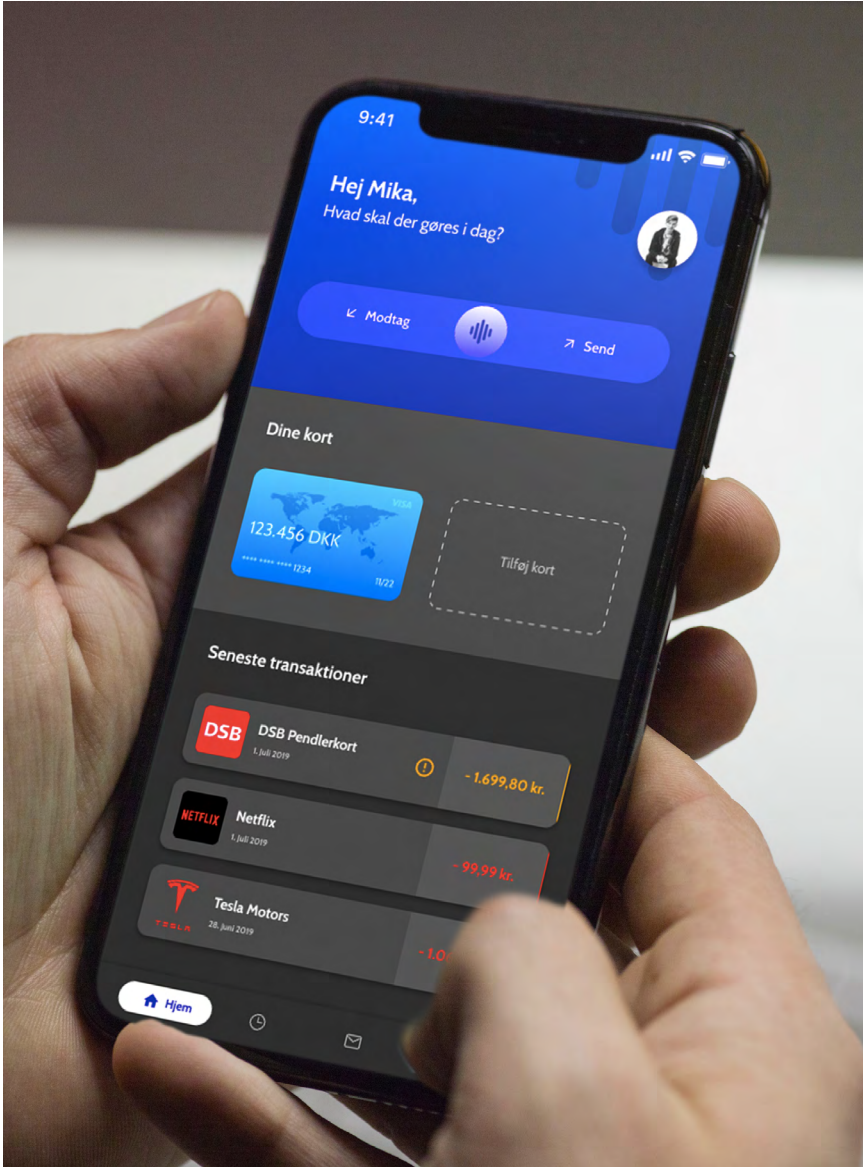 9:41
Hej Mika,
Hvad skal der gøres i dag?
Modtag
Send
Dine kort
VISA
123.456 DKK
**** **** **** 1234
11/22
Tilføj kort
Seneste transaktioner
DSB
DSB Pendlerkort
1. Juli 2019
- 1.699,80 kr.
NETFLIX
Netflix
1. Juli 2019
- 99,99 kr.
TESLA
Tesla Motors
28. Juni 2019
Hjem